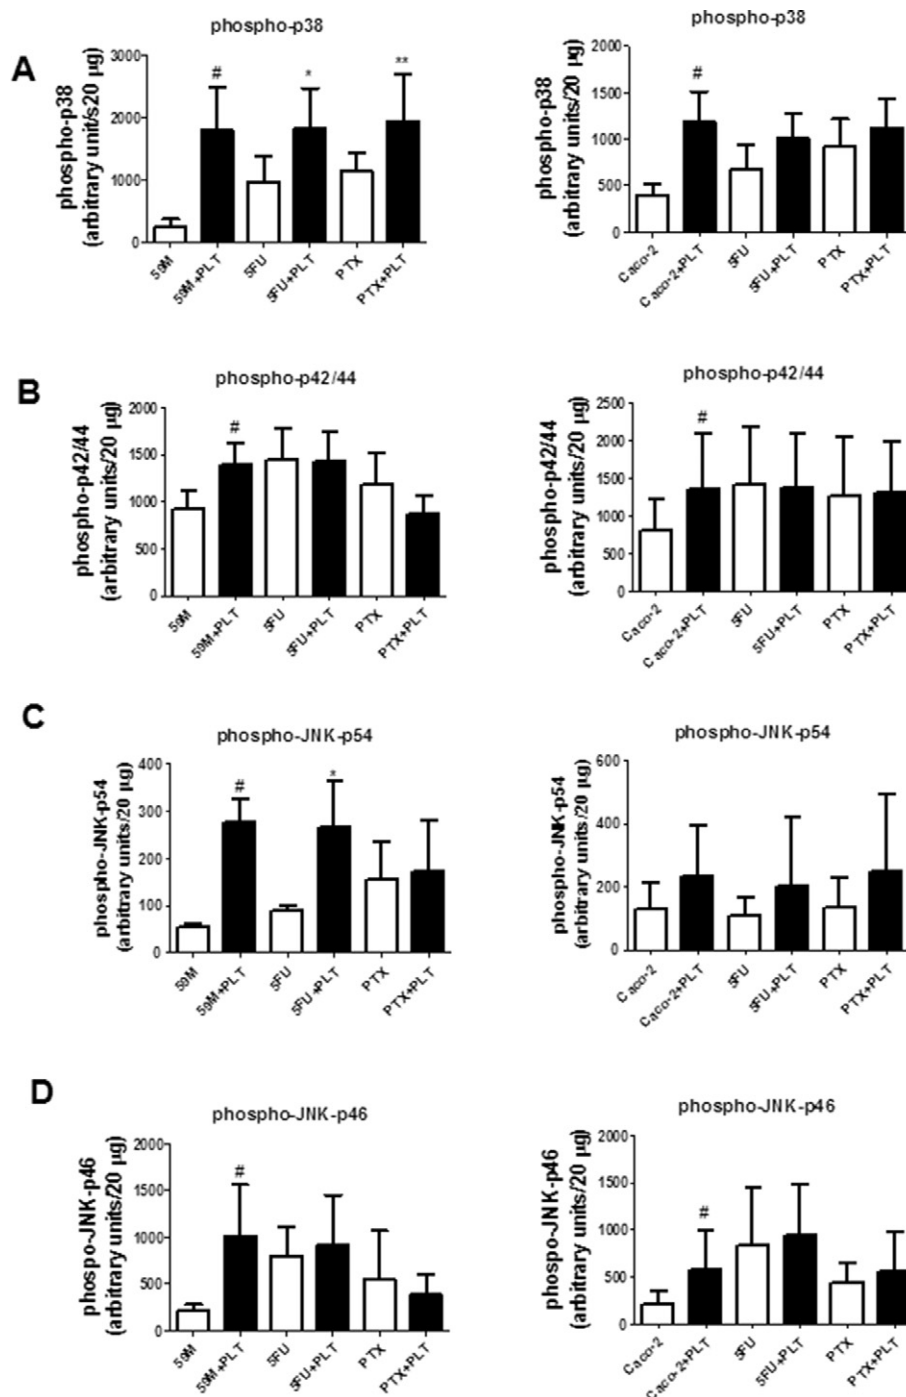 A
phospho-p38
phospho-p38
(arbitrary unit/s20 µg)
3000
2000
1000
0
#
*
**
59M
59M+PLT
5FU
5FU+PLT
PTX
PTX+PLT
phospho-p38
phospho-p38
(arbitrary units/20 µg)
2000
1500
1000
500
0
#
Caco-2
Caco-2+PLT
5FU
5FU+PLT
PTX
PTX+PLT
B
phospho-p42/44
phospho-p42/44
(arbitrary units/20 µg)
2000
1500
1000
500
0
#
59M
59M+PLT
5FU
5FU+PLT
PTX
PTX+PLT
phospho-p42/44
phospho-p42/44
(arbitrary units/20 µg)
2500
2000
1500
1000
500
0
#
Caco-2
Caco-2+PLT
5FU
5FU+PLT
PTX
PTX+PLT
C
phospho-JNK-p54
phospho-JNK-p54
(arbitrary units/20 µg)
400
300
200
100
0
#
*
59M
59M+PLT
5FU
5FU+PLT
PTX
PTX+PLT
phospho-JNK-p54
phospho-JNK-p54
(arbitrary units/20 µg)
600
400
200
0
Caco-2
Caco-2+PLT
5FU
5FU+PLT
PTX
PTX+PLT
D
phospho-JNK-p46
phospo-JNK-p46
(arbitrary units/20 µg)
2000
1500
1000
500
0
#
59M
59M+PLT
5FU
5FU+PLT
PTX
PTX+PLT
phospho-JNK-p46
phospo-JNK-p46
(arbitrary units/20 µg)
2000
1500
1000
500
0
#
Caco-2
Caco-2+PLT
5FU
5FU+PLT
PTX
PTX+PLT